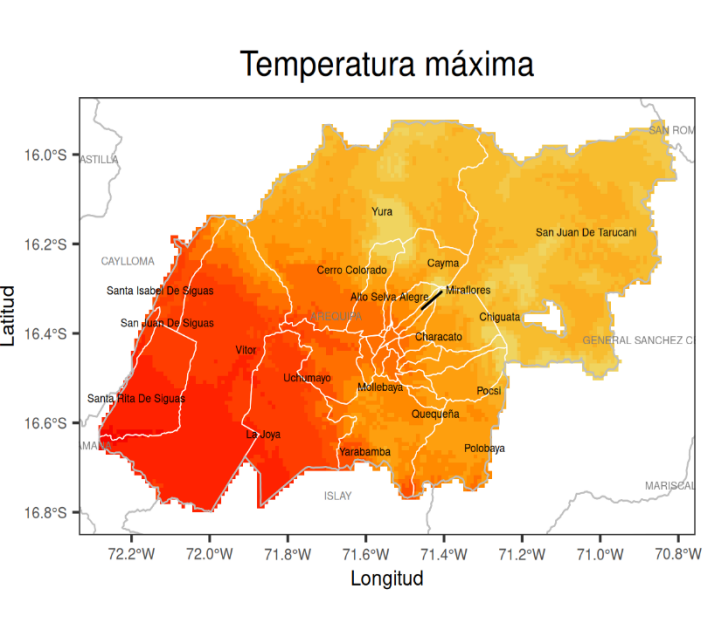 Temperatura máxima
SAN ROM
16.0°S
ASTILLA
Yura
San Juan De Tarucani
16.2°S
CAYLLOMA
Cayma
Cerro Colorado
Santa Isabel De Siguas
Miraflores
Alto Selva Alegre
AREQUIPA
Chiguata
San Juan De Siguas
Latitud
16.4°S
Characato
GENERAL SANCHEZ C
Vitor
Uchumayo
Mollebaya
Pocsi
Santa Rita De Siguas
Quequeña
16.6°S
La Joya
MANA
Yarabamba
Polobaya
MARISCAL
ISLAY
16.8°S
72.2°W 72.0°W 71.8°W 71.6°W 71.4°W 71.2°W 71.0°W 70.8°W
Longitud